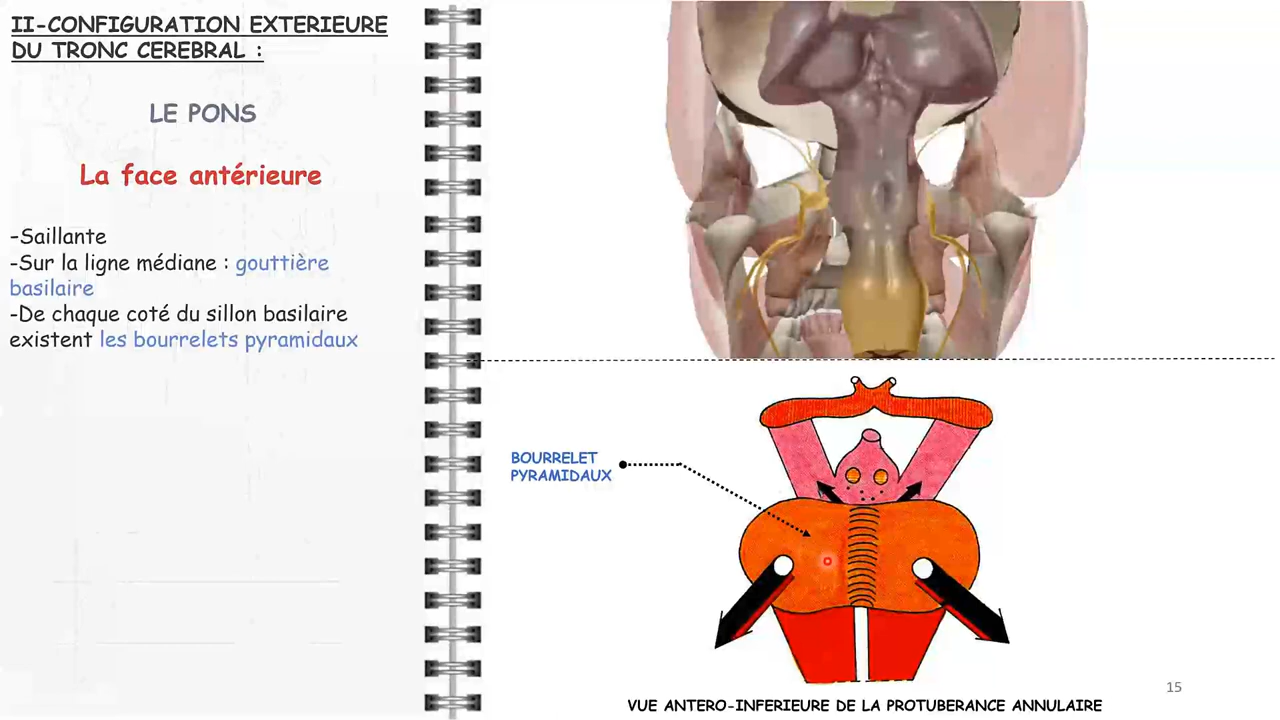 II-CONFIGURATION EXTERIEURE
DU TRONC CEREBRAL :
LE PONS
La face antérieure
-Saillante
-Sur la ligne médiane : gouttière
basilaire
-De chaque coté du sillon basilaire
existent les bourrelets pyramidaux
BOURRELET
PYRAMIDAUX
15
VUE ANTERO-INFERIEURE DE LA PROTUBERANCE ANNULAIRE